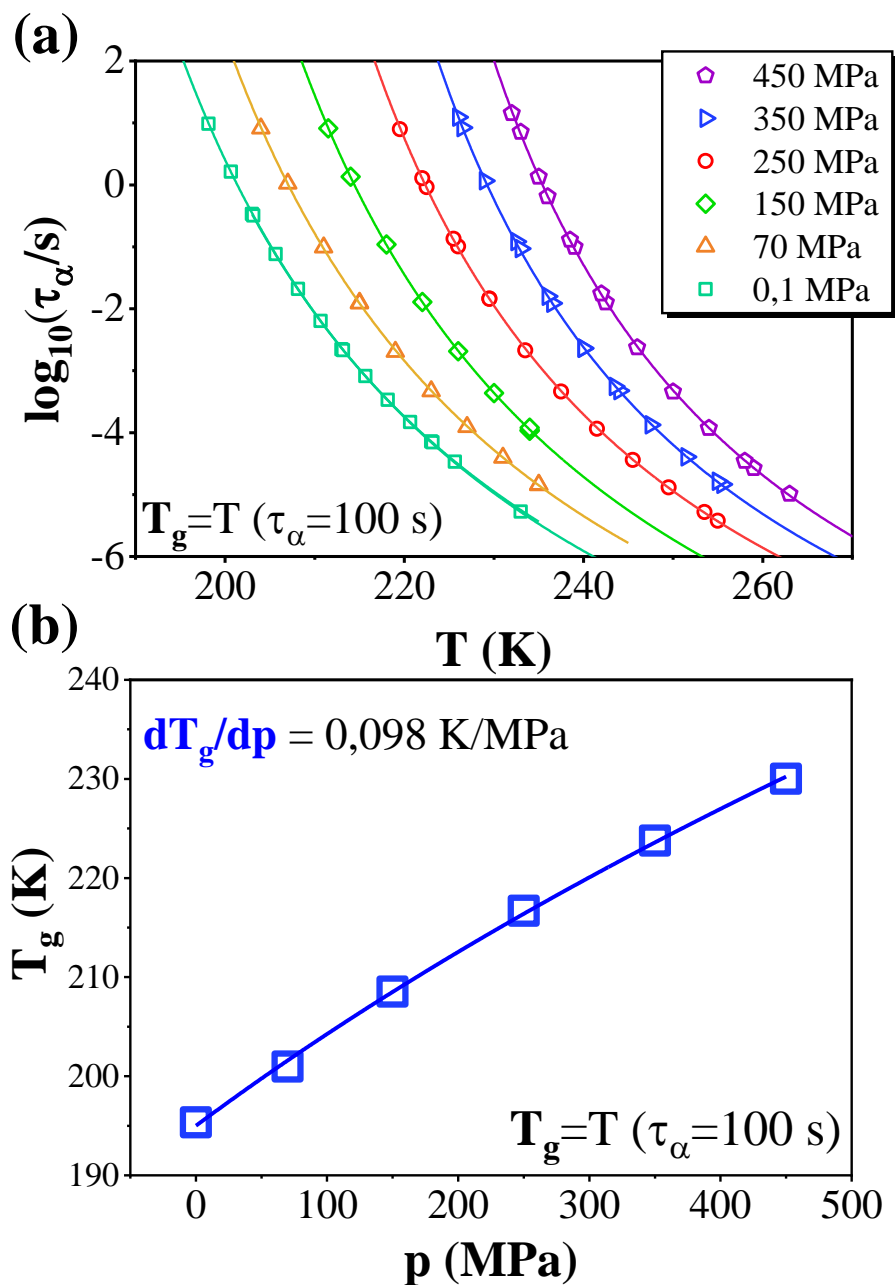 (a)
2
0
-2
-4
-6
log10(τα/s)
450 MPa
350 MPa
250 MPa
150 MPa
70 MPa
0,1 MPa
Tg=T (τα=100 s)
200
220
240
260
T (K)
(b)
240
230
220
210
200
190
Tg (K)
dTg/dp = 0,098 K/MPa
Tg=T (τα=100 s)
0
100
200
300
400
500
p (MPa)